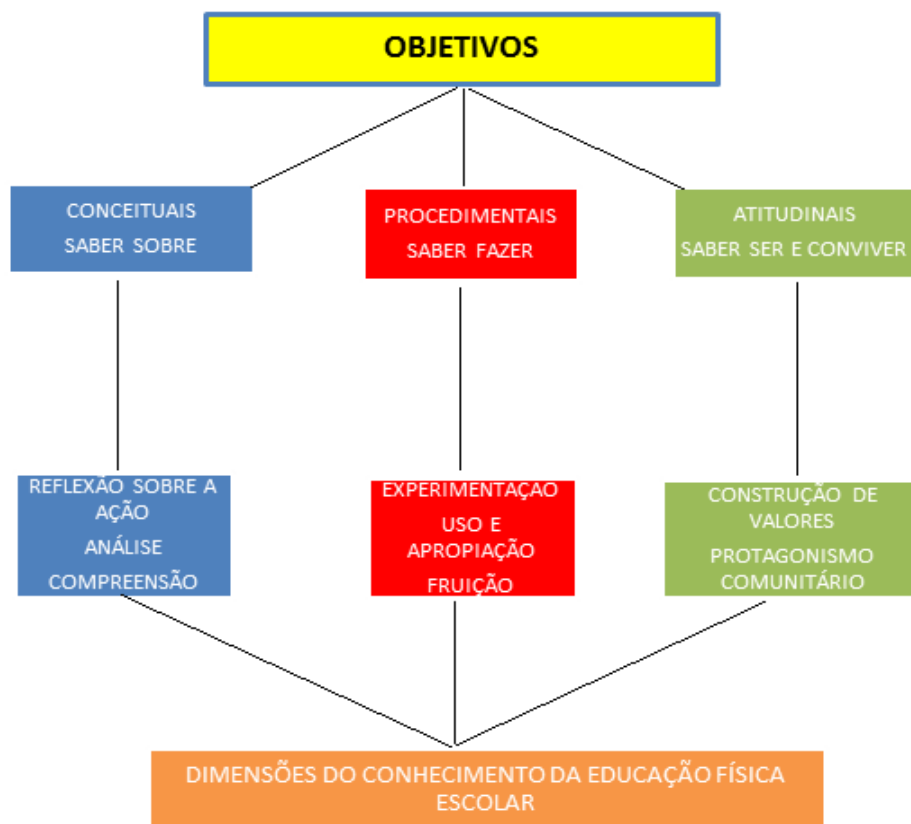 OBJETIVOS
CONCEITUAIS
SABER SOBRE
PROCEDIMENTAIS
SABER FAZER
ATITUDINAIS
SABER SER E CONVIVER
REFLEXÃO SOBRE A
AÇÃO
ANÁLISE
COMPREENSÃO
EXPERIMENTAÇAO
USO E
APROPIAÇÃO
FRUIÇÃO
CONSTRUÇÃO DE
VALORES
PROTAGONISMO
COMUNITÁRIO
DIMENSÕES DO CONHECIMENTO DA EDUCAÇÃO FÍSICA
ESCOLAR